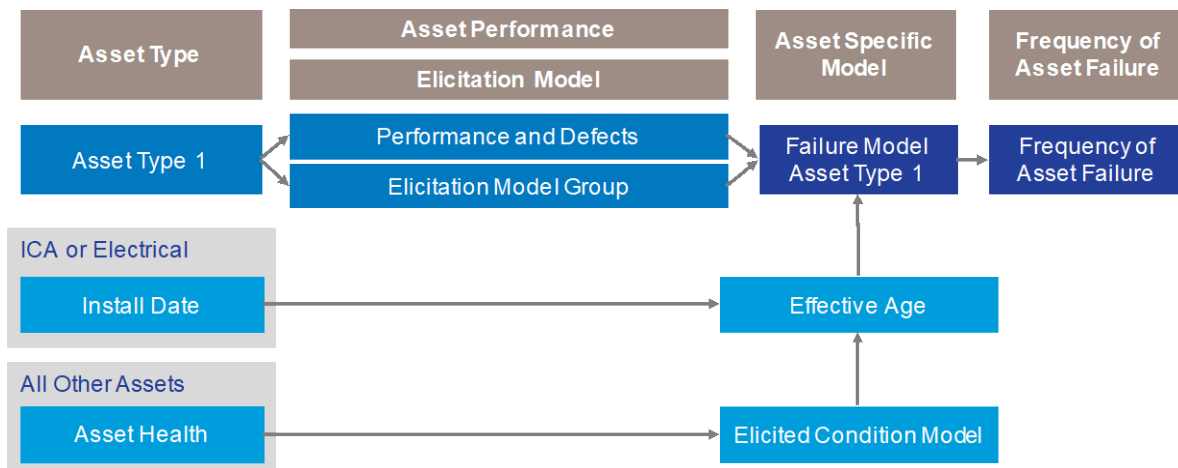 Asset Type
Asset Performance
Elicitation Model
Asset Specific
Model
Frequency of
Asset Failure
Asset Type 1
Performance and Defects
Elicitation Model Group
Failure Model
Asset Type 1
Frequency of
Asset Failure
ICA or Electrical
Install Date
Effective Age
All Other Assets
Asset Health
Elicited Condition Model